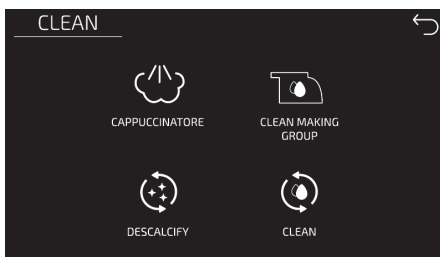 CLEAN
CAPPUCCINATORE
CLEAN MAKING
GROUP
DESCALCIFY
CLEAN